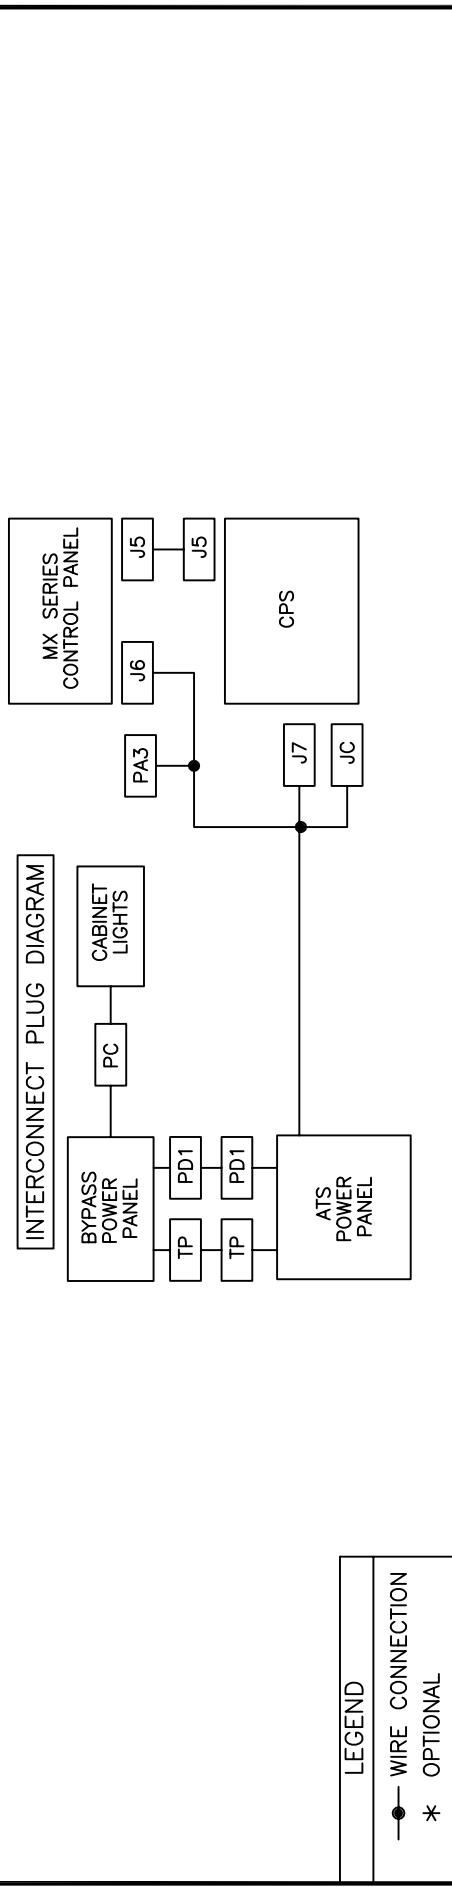 INTERCONNECT PLUG DIAGRAM
BYPASS
POWER
PANEL
PC
CABINET
LIGHTS
MX SERIES
CONTROL PANEL
TP
PD1
PA3
J6
J5
TP
PD1
J5
ATS
POWER
PANEL
J7
JC
CPS
LEGEND
WIRE CONNECTION
* OPTIONAL